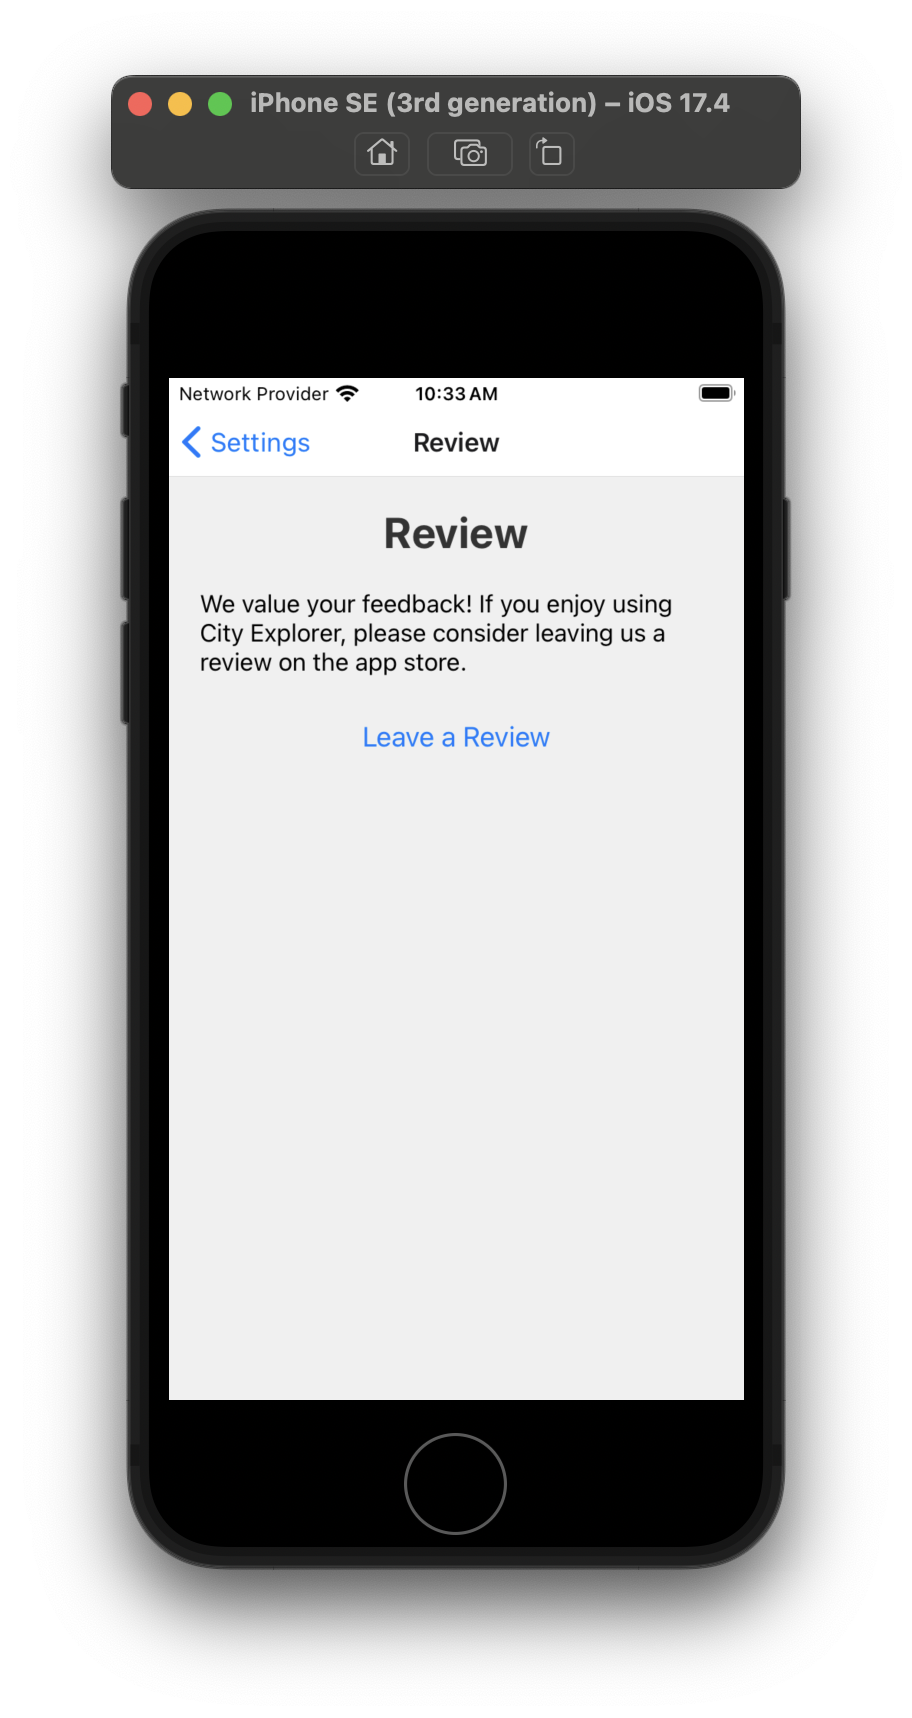 iPhone SE (3rd generation) – iOS 17.4
Network Provider 10:33 AM
Settings Review
Review
We value your feedback! If you enjoy using
City Explorer, please consider leaving us a
review on the app store.
Leave a Review